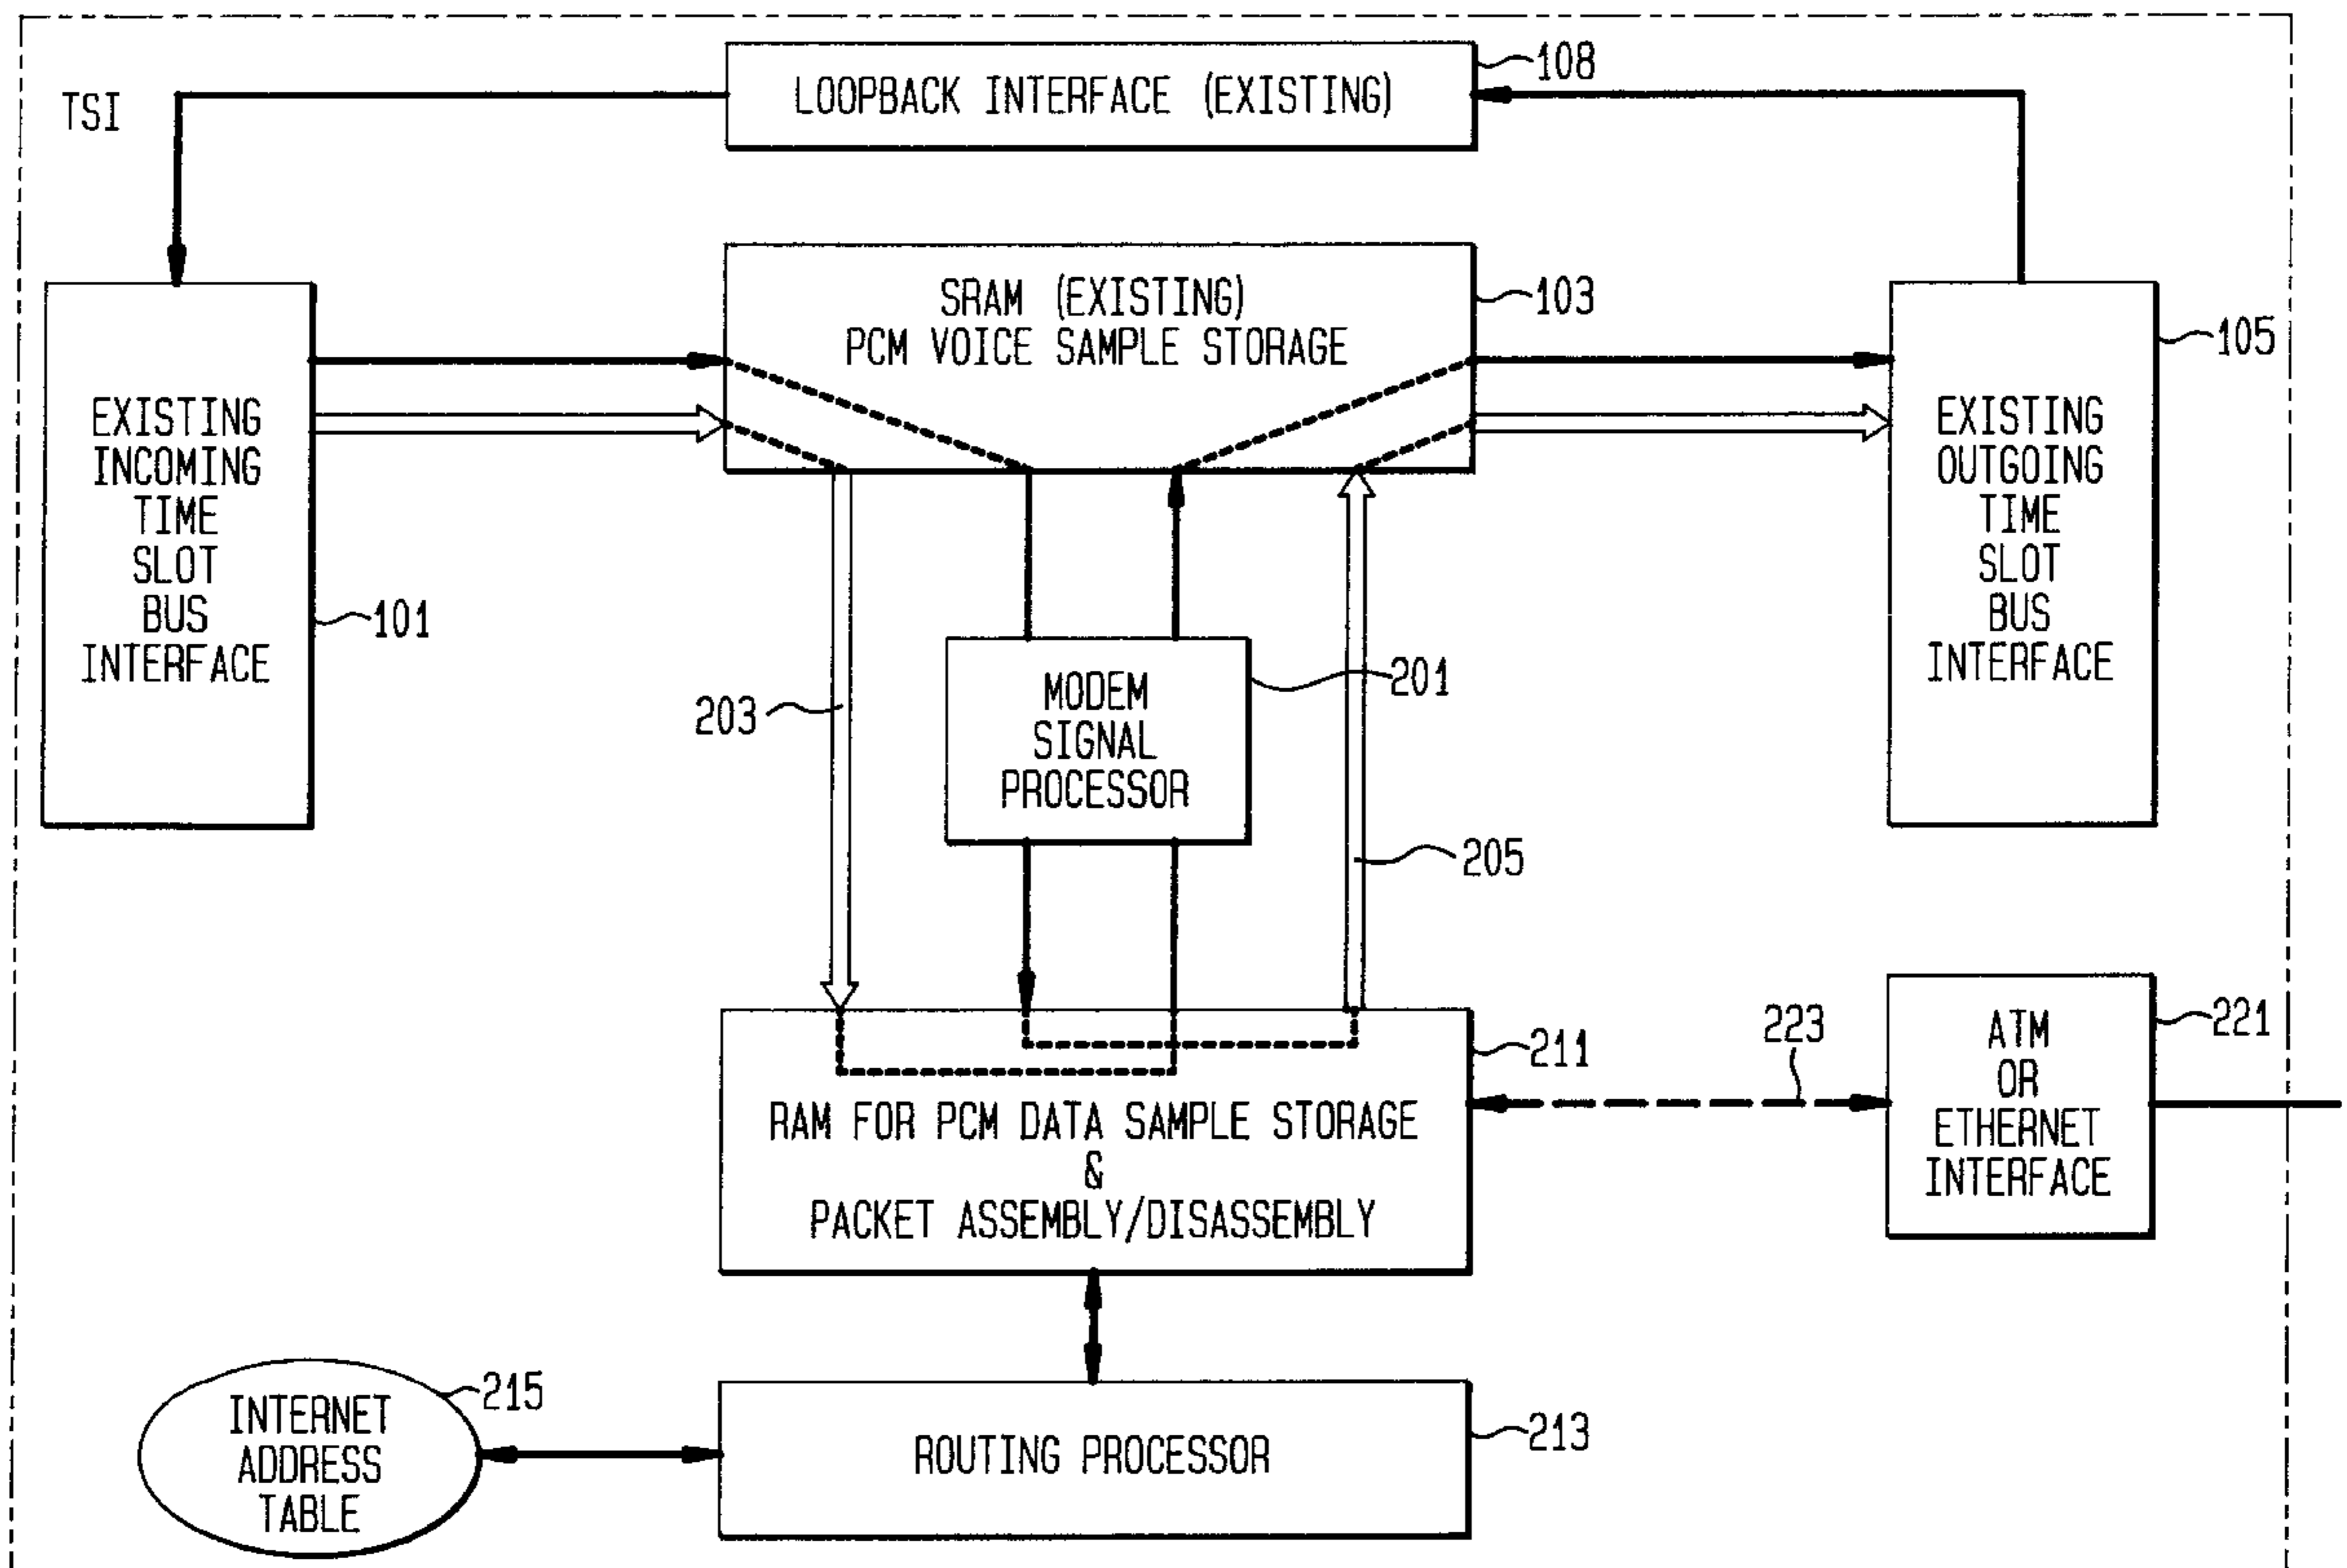 TSI
LOOPBACK INTERFACE (EXISTING)
108
SRAM (EXISTING)
PCM VOICE SAMPLE STORAGE
103
EXISTING
INCOMING
TIME
SLOT
BUS
INTERFACE
101
EXISTING
OUTGOING
TIME
SLOT
BUS
INTERFACE
105
MODEM
SIGNAL
PROCESSOR
201
203
205
RAM FOR PCM DATA SAMPLE STORAGE
&
PACKET ASSEMBLY/DISASSEMBLY
211
223
ATM
OR
ETHERNET
INTERFACE
221
INTERNET
ADDRESS
TABLE
215
ROUTING PROCESSOR
213